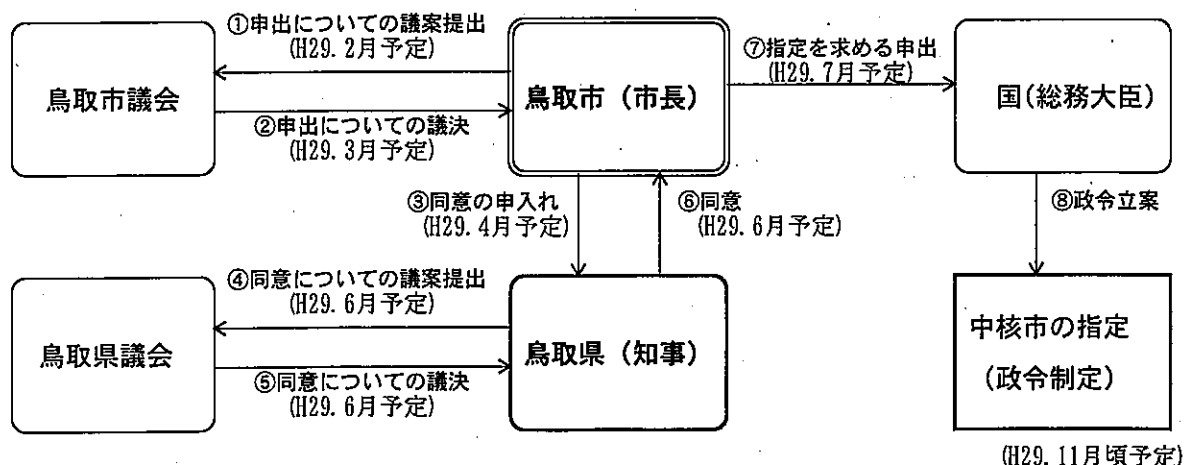 ①申出についての議案提出
(H29.2月予定)
鳥取市議会
②申出についての議決
(H29.3月予定)
鳥取市(市長)
⑦指定を求める申出
(H29.7月予定)
国(総務大臣)
③同意の申入れ
(H29.4月予定)
⑥同意
(H29.6月予定)
⑧政令立案
④同意についての議案提出
(H29.6月予定)
鳥取県議会
⑤同意についての議決
(H29.6月予定)
鳥取県(知事)
中核市の指定
(政令制定)
(H29.11月頃予定)